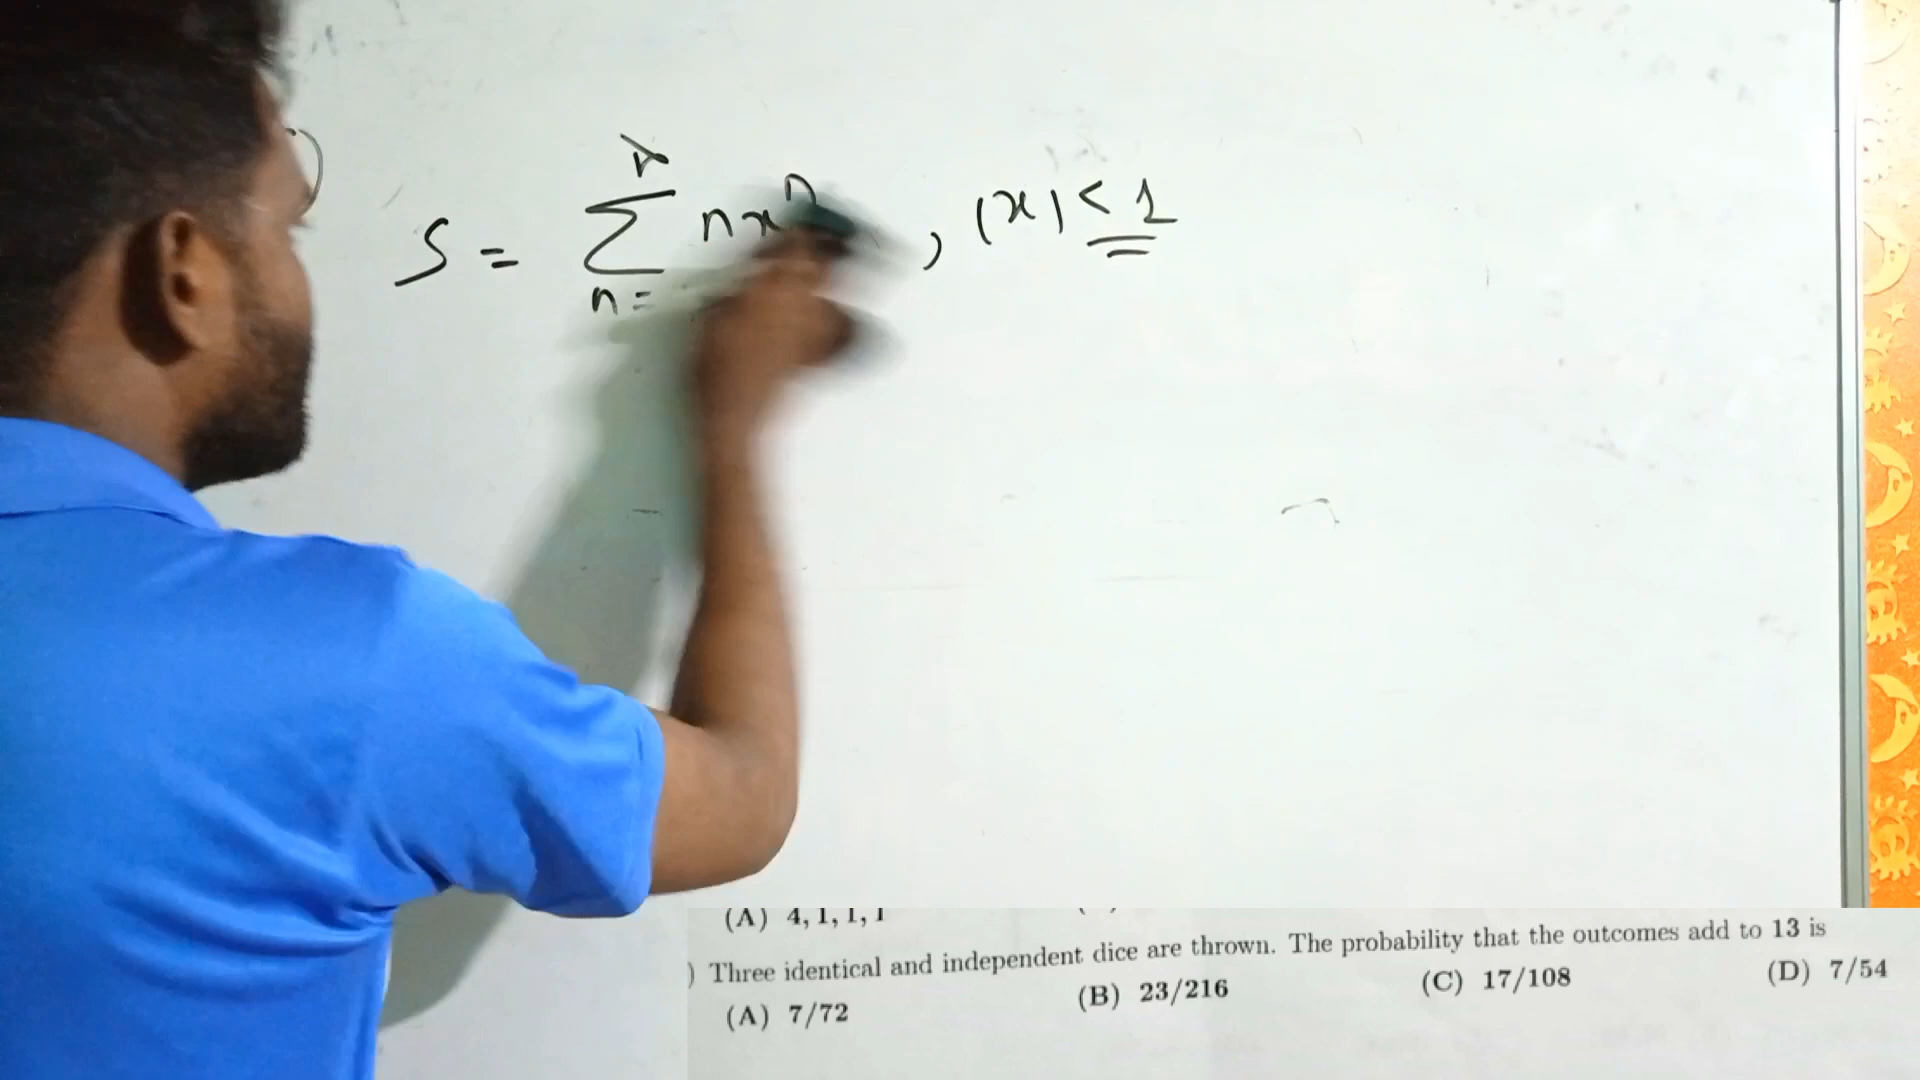 S = ∑ n x^n , |x| < 1
n =
(A) 4, 1, 1, 1
) Three identical and independent dice are thrown. The probability that the outcomes add to 13 is
(A) 7/72 (B) 23/216 (C) 17/108 (D) 7/54